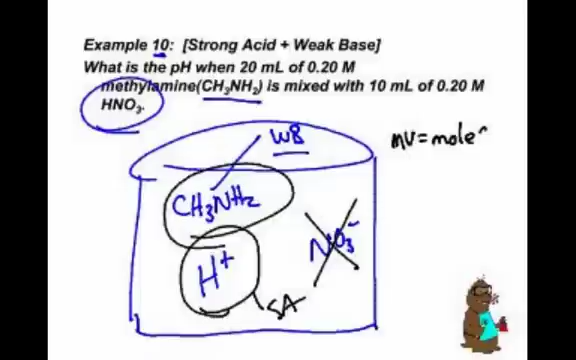 Example 10: [Strong Acid + Weak Base]
What is the pH when 20 mL of 0.20 M
methylamine(CH₃NH₂) is mixed with 10 mL of 0.20 M
HNO₃.
WB
MV=mole
CH₃NH₂
NO₃⁻
H⁺
SA